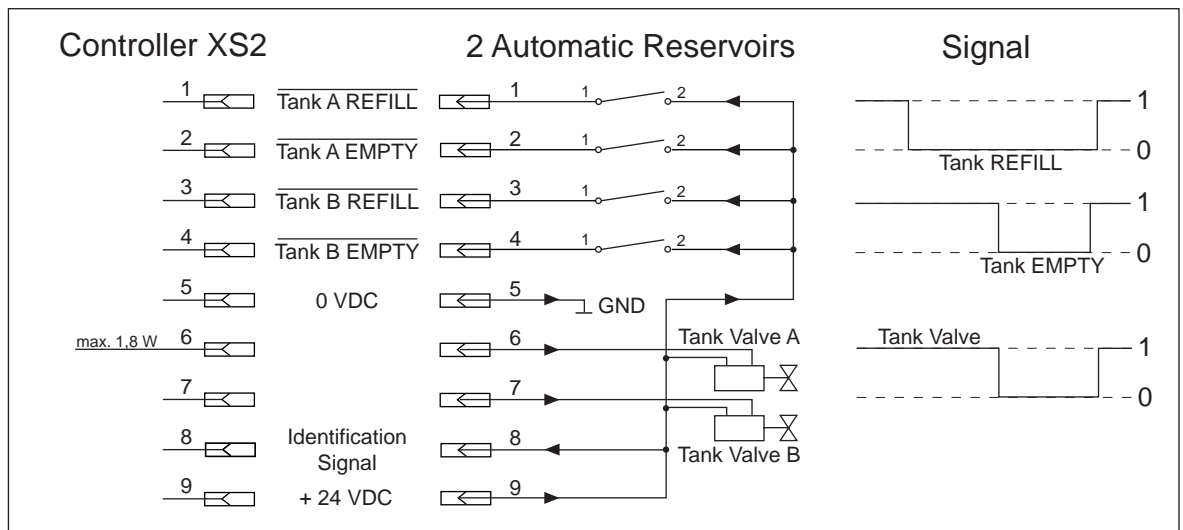 Controller XS2 2 Automatic Reservoirs Signal
1 Tank A REFILL 1 1 2 1
2 Tank A EMPTY 2 1 2 0
Tank REFILL
3 Tank B REFILL 3 1 2 1
4 Tank B EMPTY 4 1 2 0
Tank EMPTY
5 0 VDC 5 GND
max. 1,8 W 6 6 Tank Valve A Tank Valve 1
7 7 0
8 Identification 8 Tank Valve B
Signal
9 + 24 VDC 9